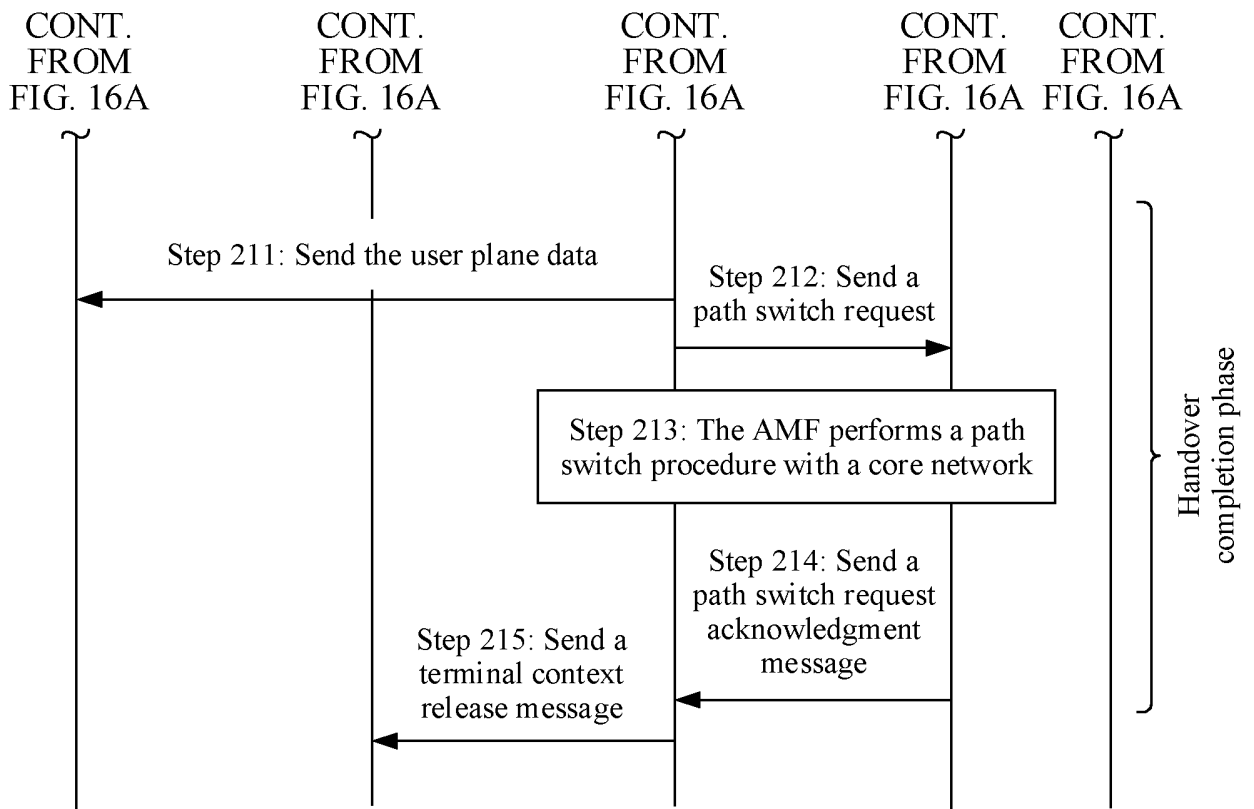 CONT.
FROM
FIG. 16A
CONT.
FROM
FIG. 16A
CONT.
FROM
FIG. 16A
CONT.
FROM
FIG. 16A
CONT.
FROM
FIG. 16A
Step 211: Send the user plane data
Step 212: Send a
path switch request
Step 213: The AMF performs a path
switch procedure with a core network
Step 214: Send a
path switch request
acknowledgment
message
Step 215: Send a
terminal context
release message
Handover
completion phase